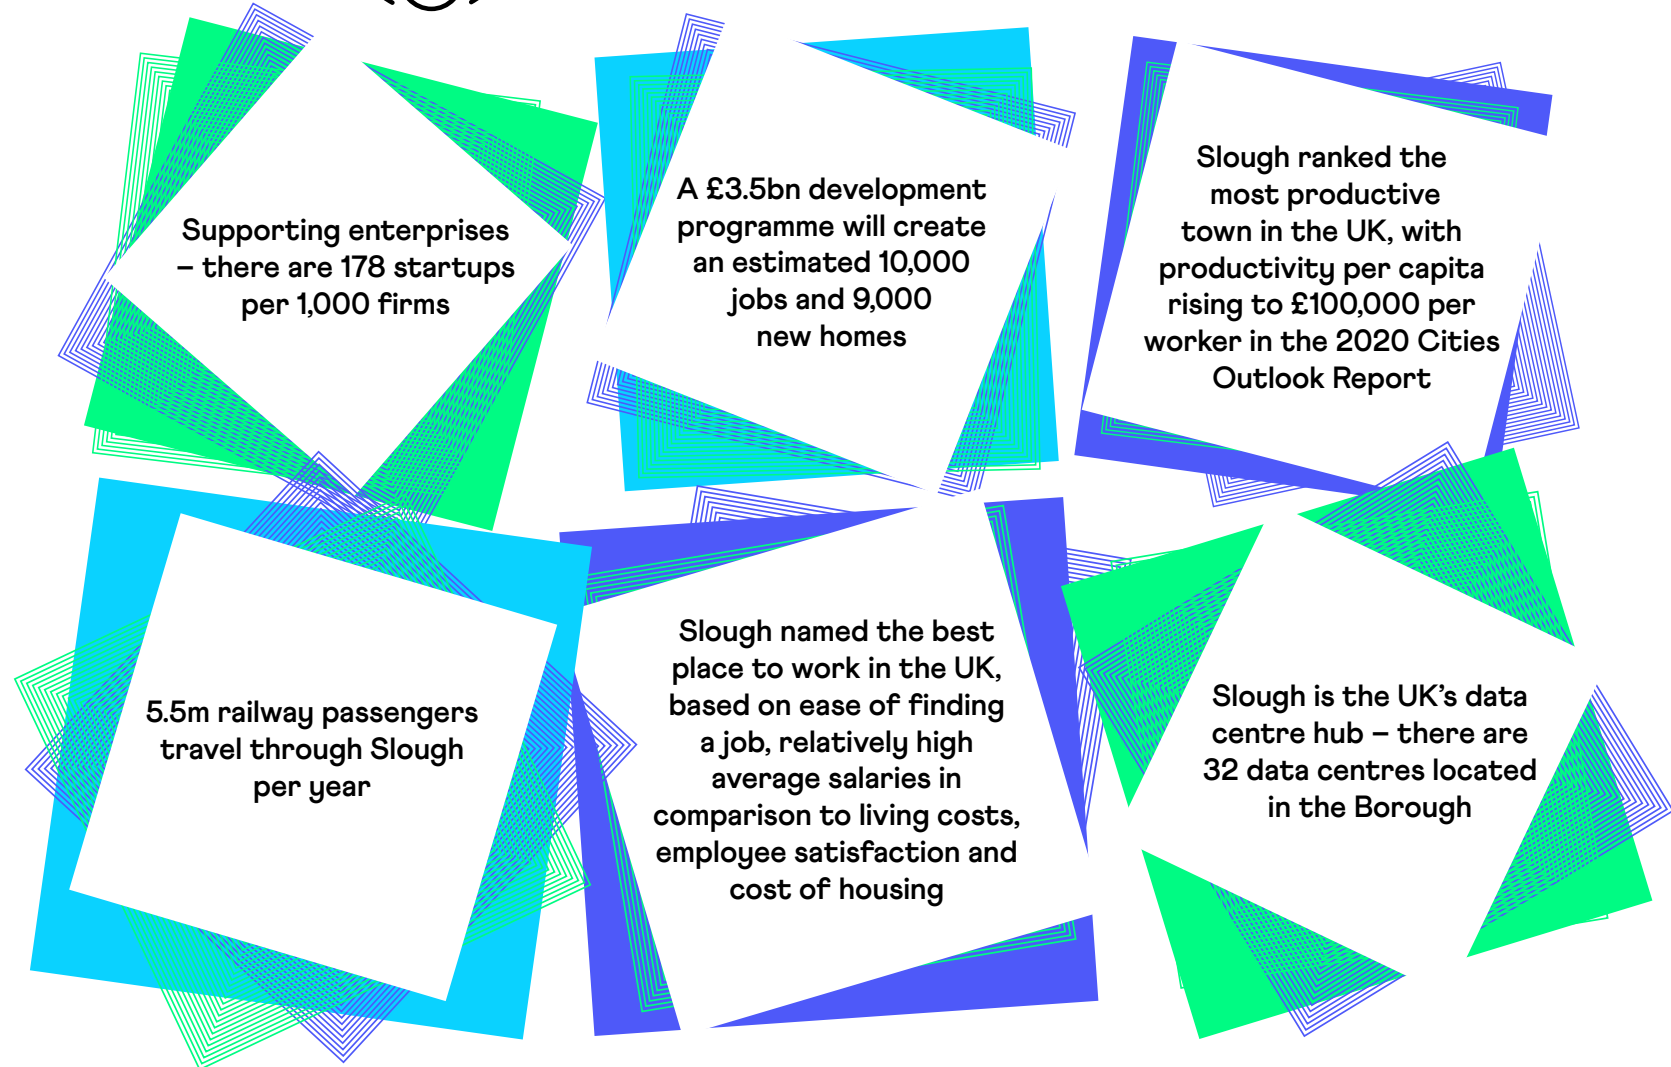 Supporting enterprises
– there are 178 startups
per 1,000 firms
A £3.5bn development
programme will create
an estimated 10,000
jobs and 9,000
new homes
Slough ranked the
most productive
town in the UK, with
productivity per capita
rising to £100,000 per
worker in the 2020 Cities
Outlook Report
5.5m railway passengers
travel through Slough
per year
Slough named the best
place to work in the UK,
based on ease of finding
a job, relatively high
average salaries in
comparison to living costs,
employee satisfaction and
cost of housing
Slough is the UK’s data
centre hub – there are
32 data centres located
in the Borough